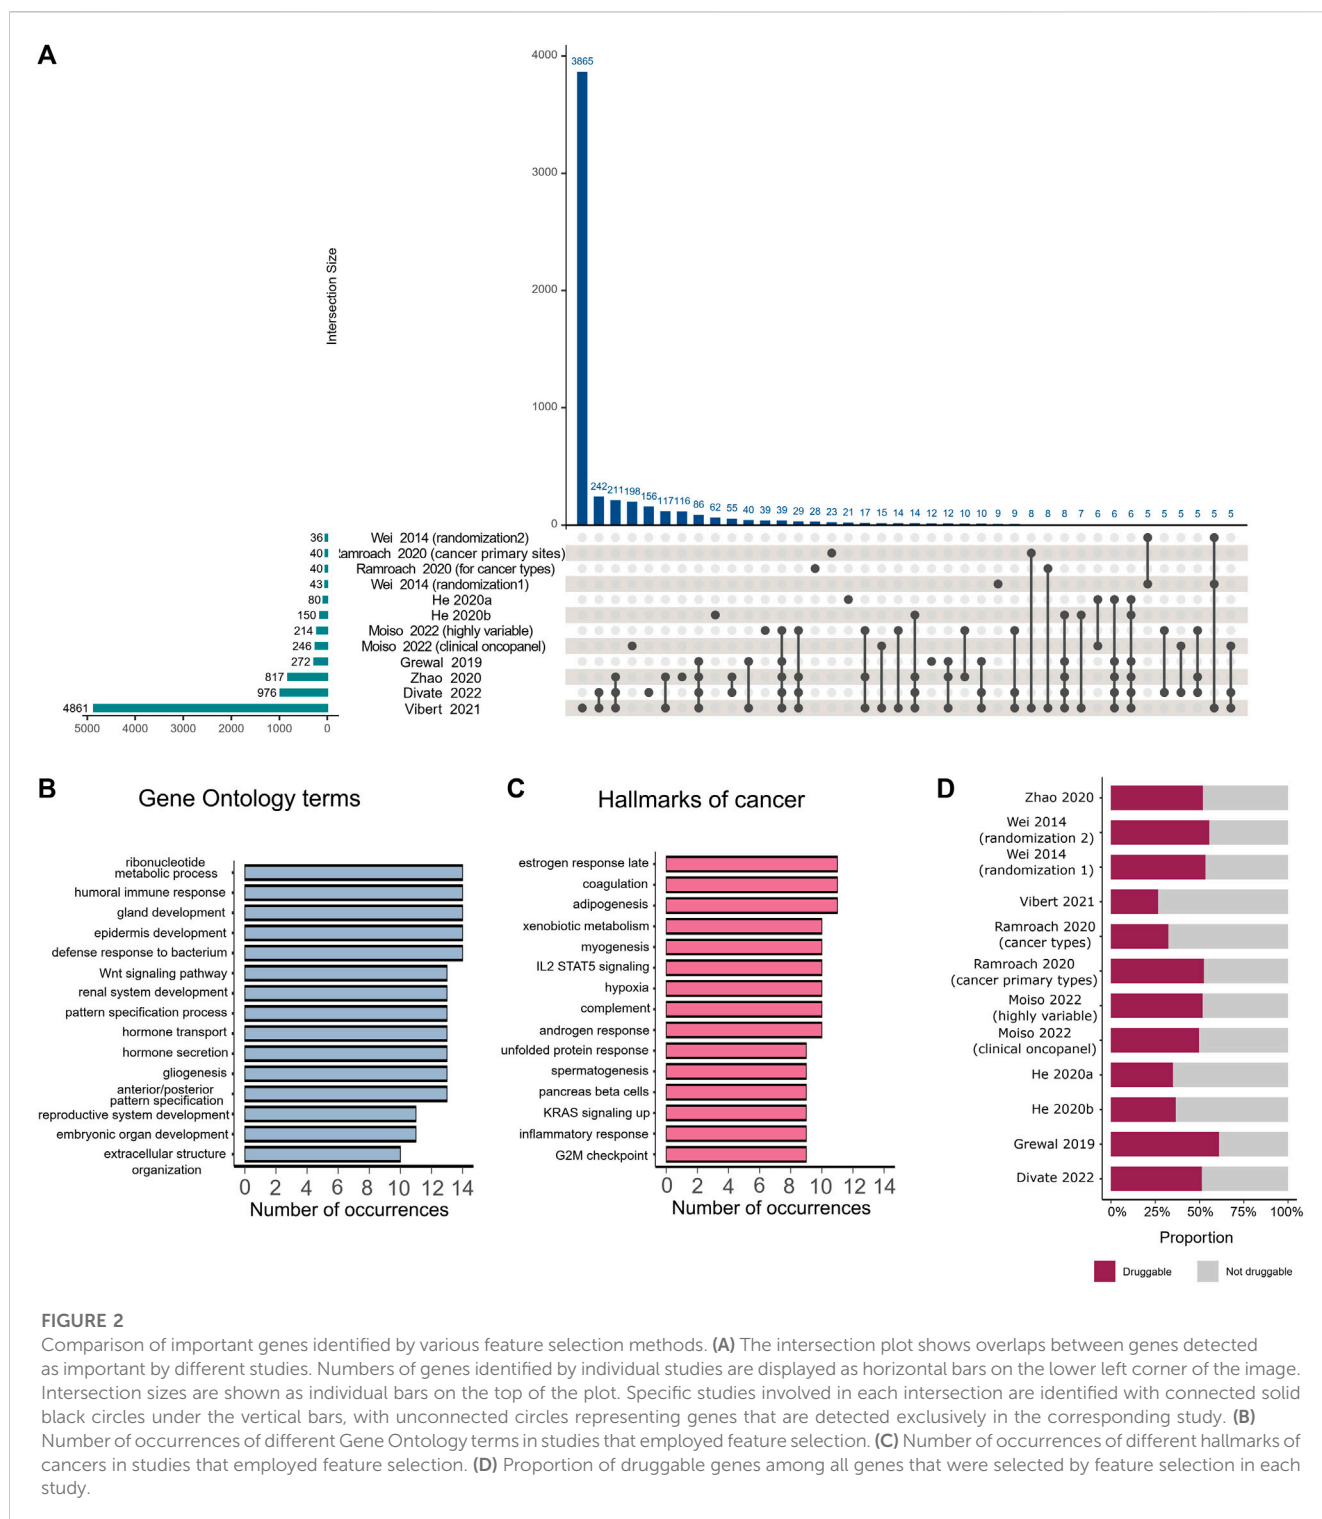 A
Intersection Size
4000
3000
2000
1000
0
3865
242
211
198
156
117
116
86
62
55
40
39
39
29
28
23
21
17
15
14
14
12
12
10
10
9
9
8
8
8
7
6
6
6
5
5
5
5
5
5
36
40
40
43
80
150
214
246
272
817
976
4861
Wei 2014 (randomization2)
Ramroach 2020 (cancer primary sites)
Ramroach 2020 (for cancer types)
Wei 2014 (randomization1)
He 2020a
He 2020b
Moiso 2022 (highly variable)
Moiso 2022 (clinical oncopanel)
Grewal 2019
Zhao 2020
Divate 2022
Vibert 2021
5000 4000 3000 2000 1000 0
B
Gene Ontology terms
ribonucleotide
metabolic process
humoral immune response
gland development
epidermis development
defense response to bacterium
Wnt signaling pathway
renal system development
pattern specification process
hormone transport
hormone secretion
gliogenesis
anterior/posterior
pattern specification
reproductive system development
embryonic organ development
extracellular structure
organization
0 2 4 6 8 10 12 14
Number of occurrences
C
Hallmarks of cancer
estrogen response late
coagulation
adipogenesis
xenobiotic metabolism
myogenesis
IL2 STAT5 signaling
hypoxia
complement
androgen response
unfolded protein response
spermatogenesis
pancreas beta cells
KRAS signaling up
inflammatory response
G2M checkpoint
0 2 4 6 8 10 12 14
Number of occurrences
D
Zhao 2020
Wei 2014
(randomization 2)
Wei 2014
(randomization 1)
Vibert 2021
Ramroach 2020
(cancer types)
Ramroach 2020
(cancer primary types)
Moiso 2022
(highly variable)
Moiso 2022
(clinical oncopanel)
He 2020a
He 2020b
Grewal 2019
Divate 2022
0% 25% 50% 75% 100%
Proportion
Druggable Not druggable
FIGURE 2
Comparison of important genes identified by various feature selection methods. (A) The intersection plot shows overlaps between genes detected
as important by different studies. Numbers of genes identified by individual studies are displayed as horizontal bars on the lower left corner of the image.
Intersection sizes are shown as individual bars on the top of the plot. Specific studies involved in each intersection are identified with connected solid
black circles under the vertical bars, with unconnected circles representing genes that are detected exclusively in the corresponding study. (B)
Number of occurrences of different Gene Ontology terms in studies that employed feature selection. (C) Number of occurrences of different hallmarks of
cancers in studies that employed feature selection. (D) Proportion of druggable genes among all genes that were selected by feature selection in each
study.